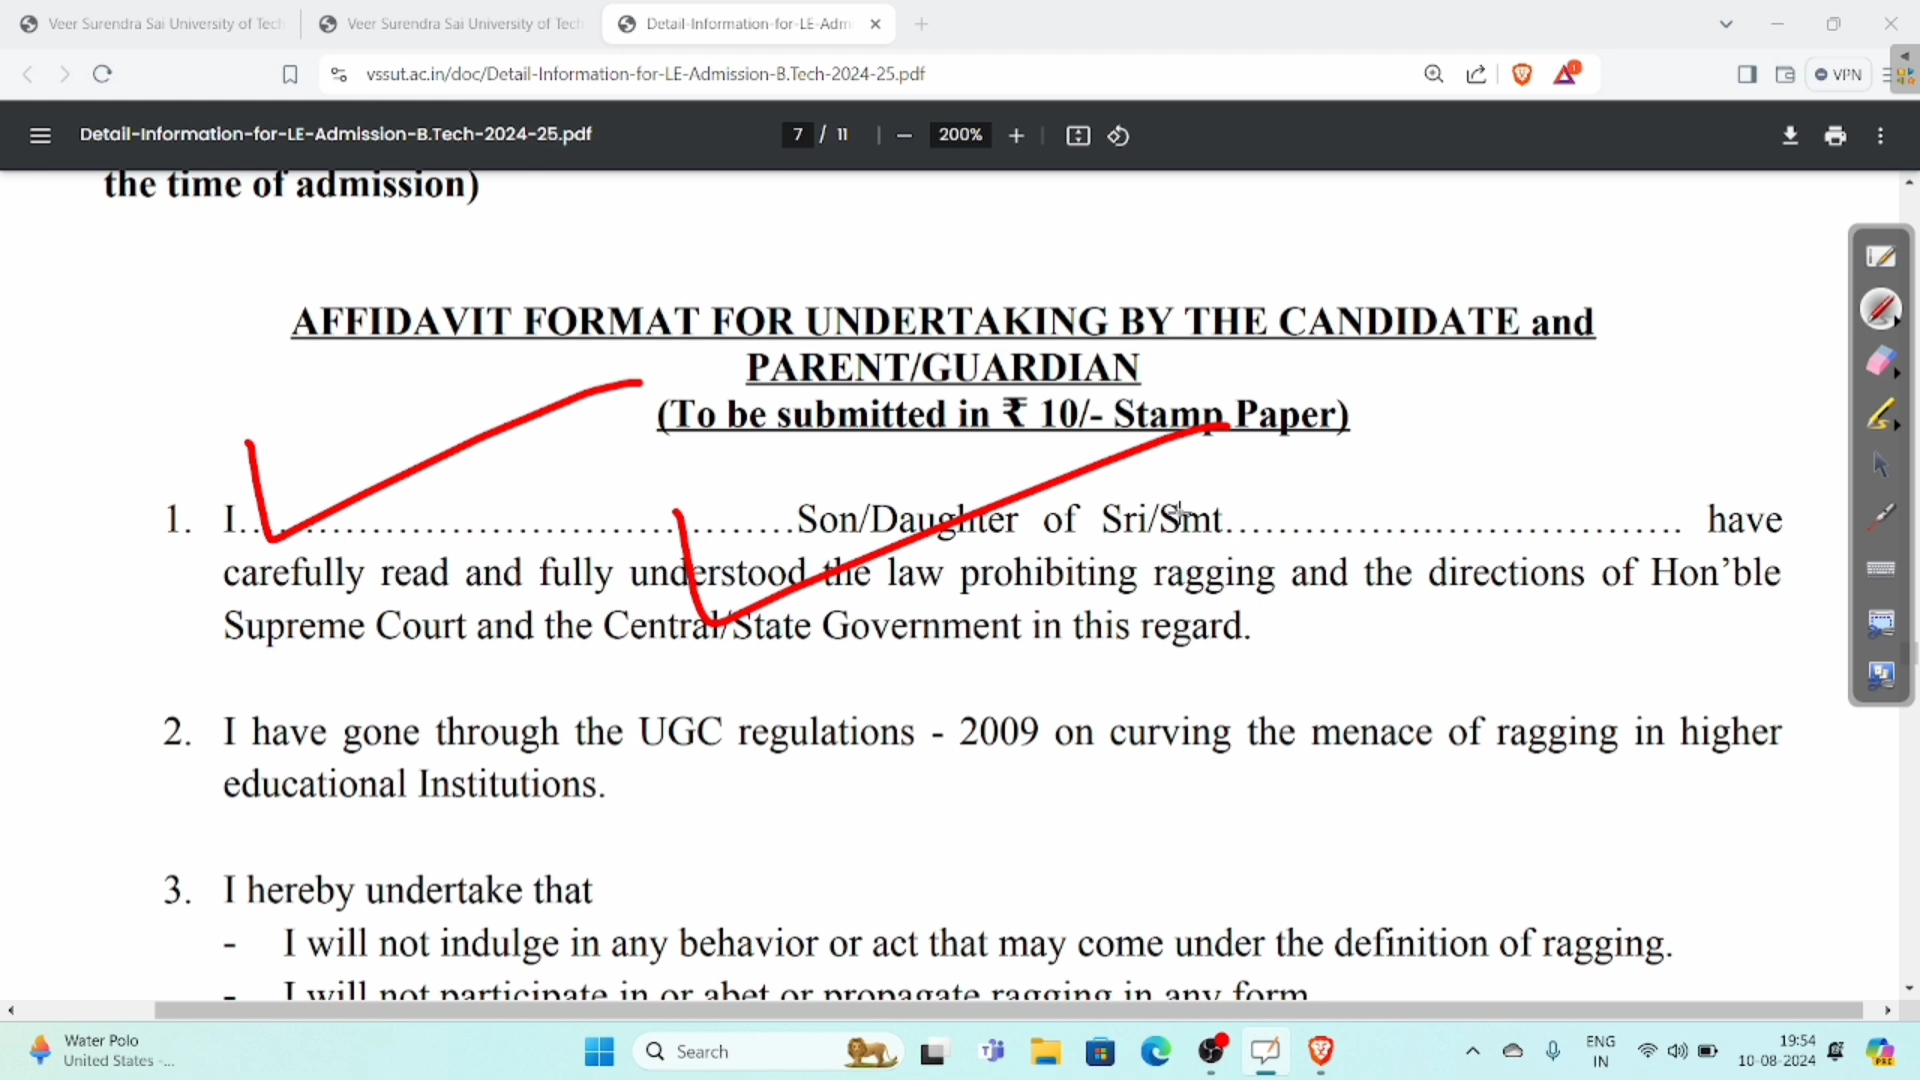 Veer Surendra Sai University of Tech
Veer Surendra Sai University of Tech
Detail-Information-for-LE-Adm
vssut.ac.in/doc/Detail-Information-for-LE-Admission-B.Tech-2024-25.pdf
1
VPN
Detail-Information-for-LE-Admission-B.Tech-2024-25.pdf
7 / 11
200%
the time of admission)
AFFIDAVIT FORMAT FOR UNDERTAKING BY THE CANDIDATE and
PARENT/GUARDIAN
(To be submitted in ₹ 10/- Stamp Paper)
1. I……………………………………Son/Daughter of Sri/Smt……………………………… have
carefully read and fully understood the law prohibiting ragging and the directions of Hon’ble
Supreme Court and the Central/State Government in this regard.
2. I have gone through the UGC regulations - 2009 on curving the menace of ragging in higher
educational Institutions.
3. I hereby undertake that
- I will not indulge in any behavior or act that may come under the definition of ragging.
- I will not participate in or abet or propagate ragging in any form
Water Polo
United States -...
Search
ENG
IN
19:54
10-08-2024
PRE